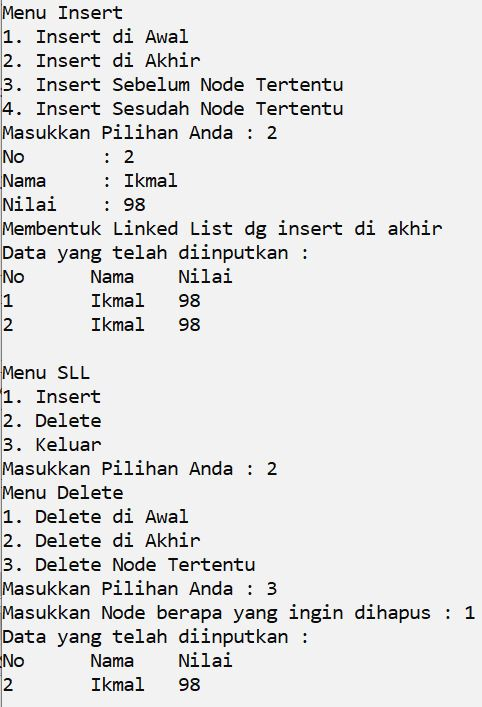 Menu Insert
1. Insert di Awal
2. Insert di Akhir
3. Insert Sebelum Node Tertentu
4. Insert Sesudah Node Tertentu
Masukkan Pilihan Anda : 2
No : 2
Nama : Ikmal
Nilai : 98
Membentuk Linked List dg insert di akhir
Data yang telah diinputkan :
No Nama Nilai
1 Ikmal 98
2 Ikmal 98
Menu SLL
1. Insert
2. Delete
3. Keluar
Masukkan Pilihan Anda : 2
Menu Delete
1. Delete di Awal
2. Delete di Akhir
3. Delete Node Tertentu
Masukkan Pilihan Anda : 3
Masukkan Node berapa yang ingin dihapus : 1
Data yang telah diinputkan :
No Nama Nilai
2 Ikmal 98